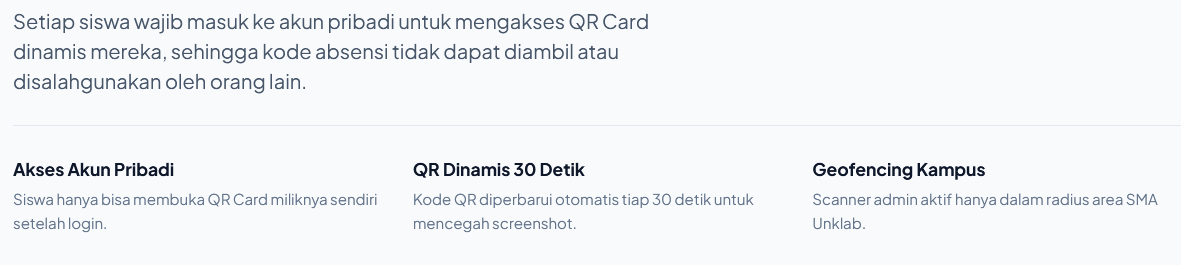 Setiap siswa wajib masuk ke akun pribadi untuk mengakses QR Card
dinamis mereka, sehingga kode absensi tidak dapat diambil atau
disalahgunakan oleh orang lain.
Akses Akun Pribadi
Siswa hanya bisa membuka QR Card miliknya sendiri
setelah login.
QR Dinamis 30 Detik
Kode QR diperbarui otomatis tiap 30 detik untuk
mencegah screenshot.
Geofencing Kampus
Scanner admin aktif hanya dalam radius area SMA
Unklab.